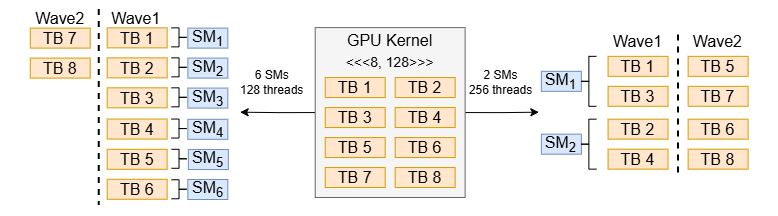 Wave2 Wave1
TB 7 TB 1 SM1
TB 8 TB 2 SM2
TB 3 SM3
TB 4 SM4
TB 5 SM5
TB 6 SM6
6 SMs
128 threads
GPU Kernel
<<<8, 128>>>
TB 1 TB 2
TB 3 TB 4
TB 5 TB 6
TB 7 TB 8
2 SMs
256 threads
Wave1 Wave2
SM1
TB 1 TB 5
TB 3 TB 7
SM2
TB 2 TB 6
TB 4 TB 8